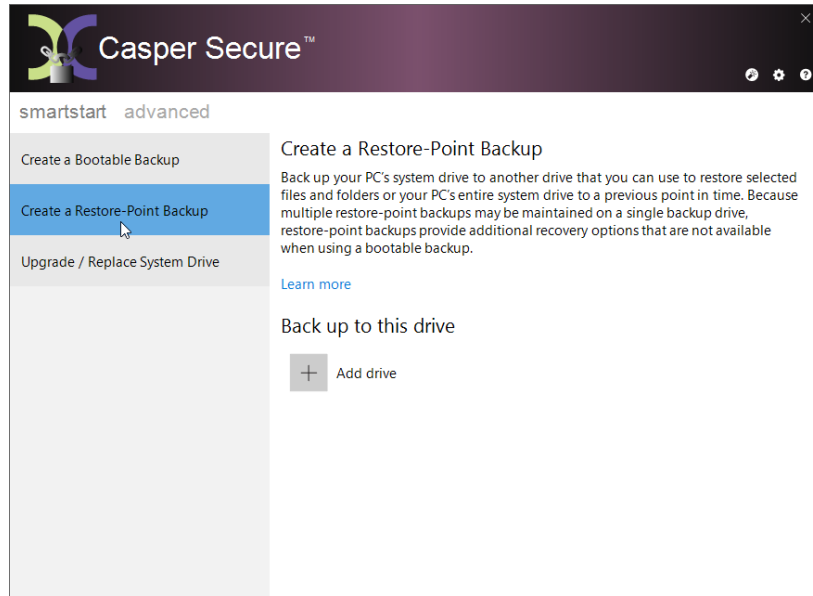 Casper Secure™
smartstart advanced
Create a Bootable Backup
Create a Restore-Point Backup
Upgrade / Replace System Drive
Create a Restore-Point Backup
Back up your PC's system drive to another drive that you can use to restore selected
files and folders or your PC's entire system drive to a previous point in time. Because
multiple restore-point backups may be maintained on a single backup drive,
restore-point backups provide additional recovery options that are not available
when using a bootable backup.
Learn more
Back up to this drive
Add drive